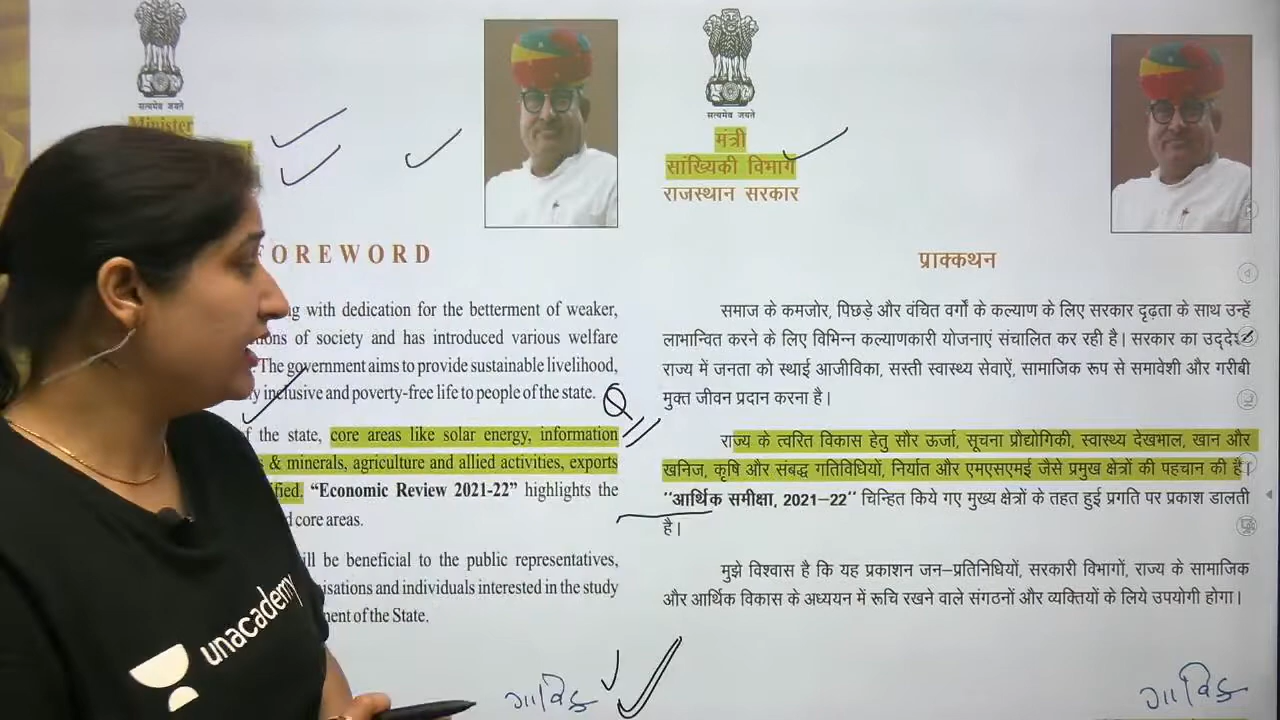 सत्यमेव जयते
Minister
FOREWORD
ng with dedication for the betterment of weaker,
ions of society and has introduced various welfare
The government aims to provide sustainable livelihood,
y inclusive and poverty-free life to people of the state.
f the state, core areas like solar energy, information
& minerals, agriculture and allied activities, exports
fied. “Economic Review 2021-22” highlights the
d core areas.
ill be beneficial to the public representatives,
isations and individuals interested in the study
ment of the State.
सत्यमेव जयते
मंत्री
सांख्यिकी विभाग
राजस्थान सरकार
प्राक्कथन
समाज के कमजोर, पिछड़े और वंचित वर्गों के कल्याण के लिए सरकार दृढ़ता के साथ उन्हें
लाभान्वित करने के लिए विभिन्न कल्याणकारी योजनाएं संचालित कर रही है। सरकार का उद्देश
राज्य में जनता को स्थाई आजीविका, सस्ती स्वास्थ्य सेवाऐं, सामाजिक रूप से समावेशी और गरीबी
मुक्त जीवन प्रदान करना है।
राज्य के त्वरित विकास हेतु सौर ऊर्जा, सूचना प्रौद्योगिकी, स्वास्थ्य देखभाल, खान और
खनिज, कृषि और संबद्ध गतिविधियों, निर्यात और एमएसएमई जैसे प्रमुख क्षेत्रों की पहचान की है।
"आर्थिक समीक्षा, 2021–22" चिन्हित किये गए मुख्य क्षेत्रों के तहत हुई प्रगति पर प्रकाश डालती
है।
मुझे विश्वास है कि यह प्रकाशन जन–प्रतिनिधियों, सरकारी विभागों, राज्य के सामाजिक
और आर्थिक विकास के अध्ययन में रूचि रखने वाले संगठनों और व्यक्तियों के लिये उपयोगी होगा।
Q
unacademy